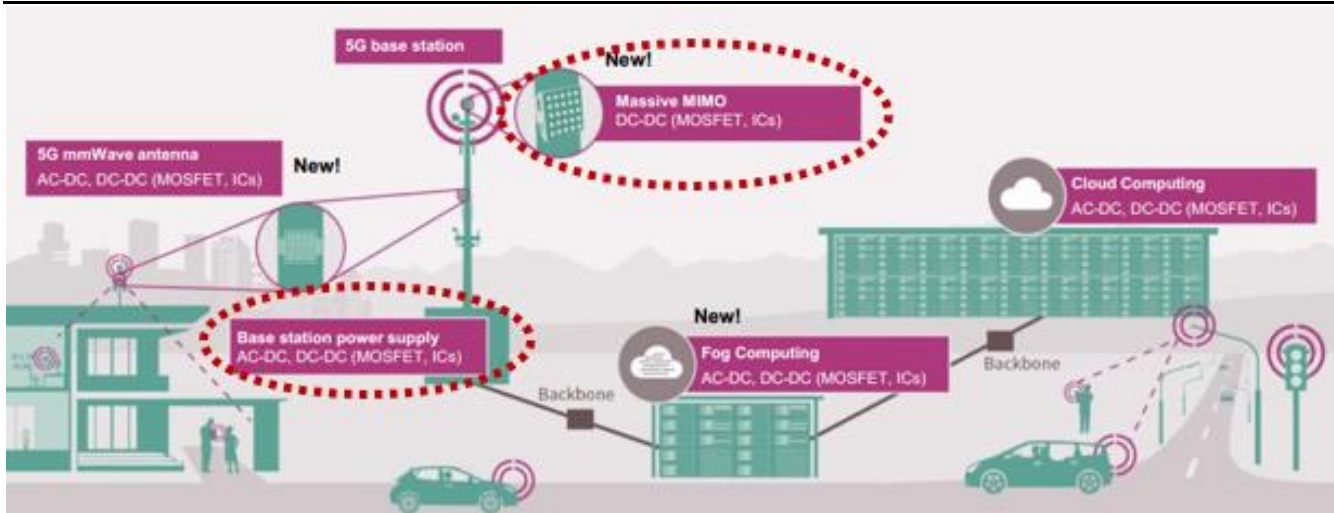 5G base station
New!
Massive MIMO
DC-DC (MOSFET, ICs)
5G mmWave antenna
AC-DC, DC-DC (MOSFET, ICs)
New!
Cloud Computing
AC-DC, DC-DC (MOSFET, ICs)
Base station power supply
AC-DC, DC-DC (MOSFET, ICs)
New!
Fog Computing
AC-DC, DC-DC (MOSFET, ICs)
Backbone
Backbone